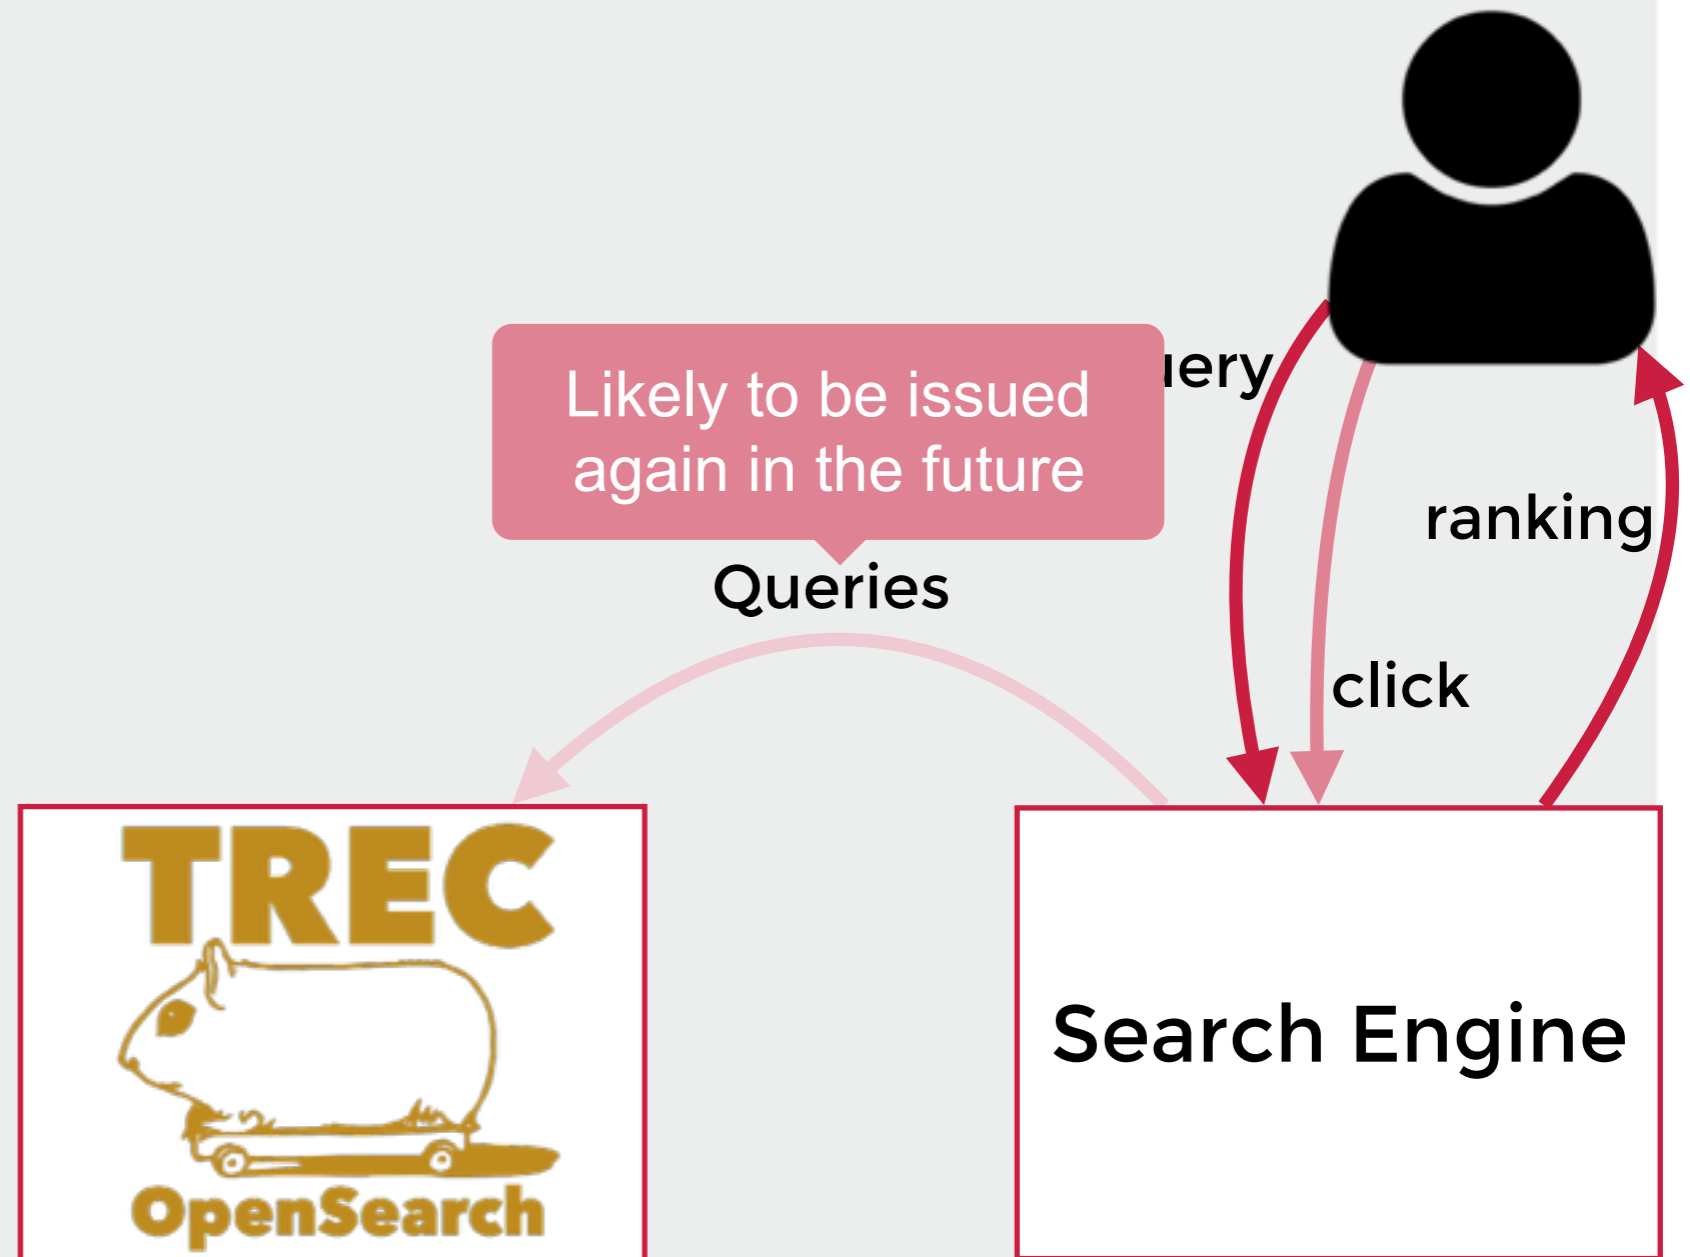 Likely to be issued
again in the future
ranking
Queries
click
TREC
OpenSearch
Search Engine